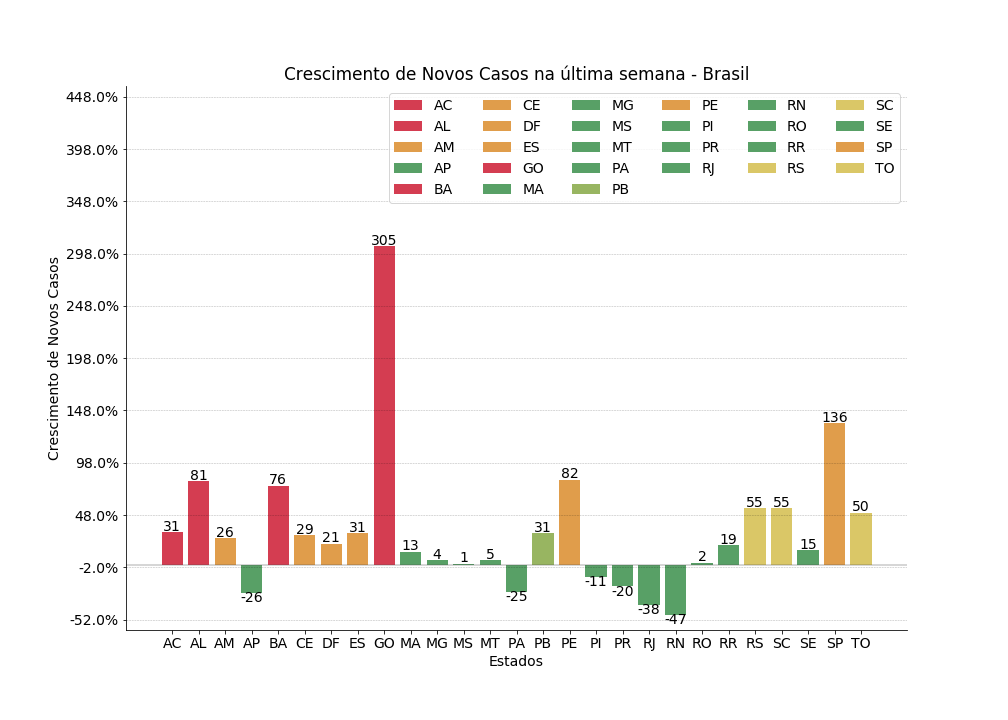 Crescimento de Novos Casos na última semana - Brasil
AC CE MG PE RN SC
AL DF MS PI RO SE
AM ES MT PR RR SP
AP GO PA RJ RS TO
BA MA PB
448.0%
398.0%
348.0%
298.0%
248.0%
198.0%
148.0%
98.0%
48.0%
-2.0%
-52.0%
Crescimento de Novos Casos
31 81 26 -26 76 29 21 31 305 13 4 1 5 -25 31 82 -11 -20 -38 -47 2 19 55 55 15 136 50
AC AL AM AP BA CE DF ES GO MA MG MS MT PA PB PE PI PR RJ RN RO RR RS SC SE SP TO
Estados